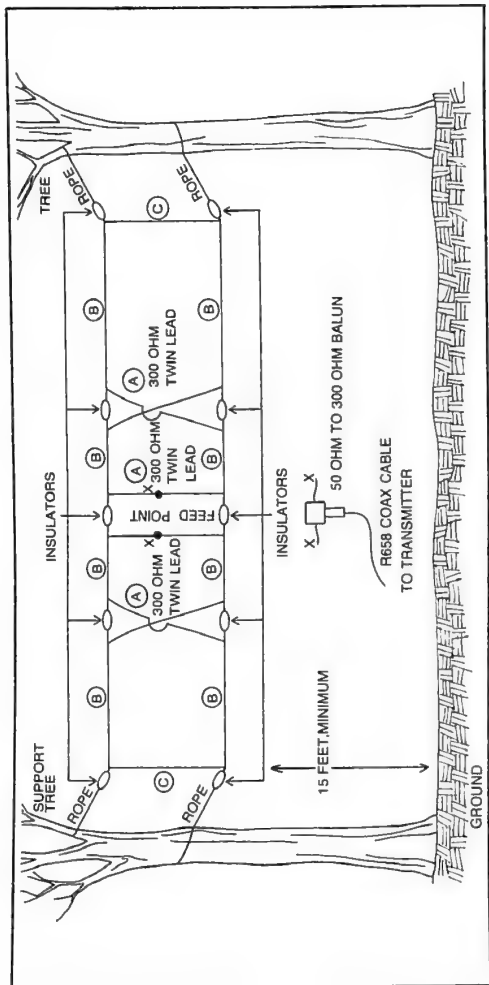 SUPPORT
TREE
TREE
INSULATORS
ROPE
ROPE
B
B
B
B
A
300 OHM
TWIN LEAD
A
300 OHM
TWIN
LEAD
A
300 OHM
TWIN LEAD
X
X
FEED POINT
C
C
B
B
B
B
ROPE
ROPE
INSULATORS
X
X
50 OHM TO 300 OHM BALUN
R658 COAX CABLE
TO TRANSMITTER
15 FEET.MINIMUM
GROUND